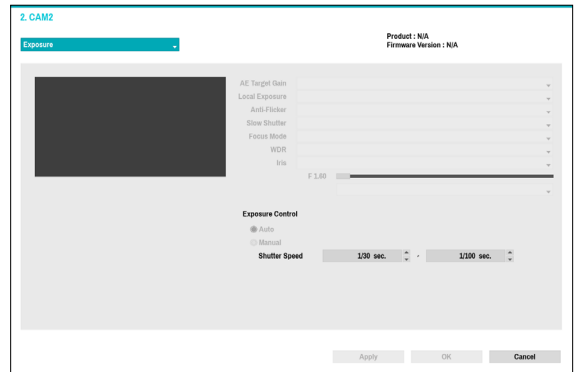 2. CAM2
Exposure
Product : N/A
Firmware Version : N/A
AE Target Gain
Local Exposure
Anti-Flicker
Slow Shutter
Focus Mode
WDR
Iris
F 1.60
Exposure Control
Auto
Manual
Shutter Speed 1/30 sec. - 1/100 sec.
Apply OK Cancel